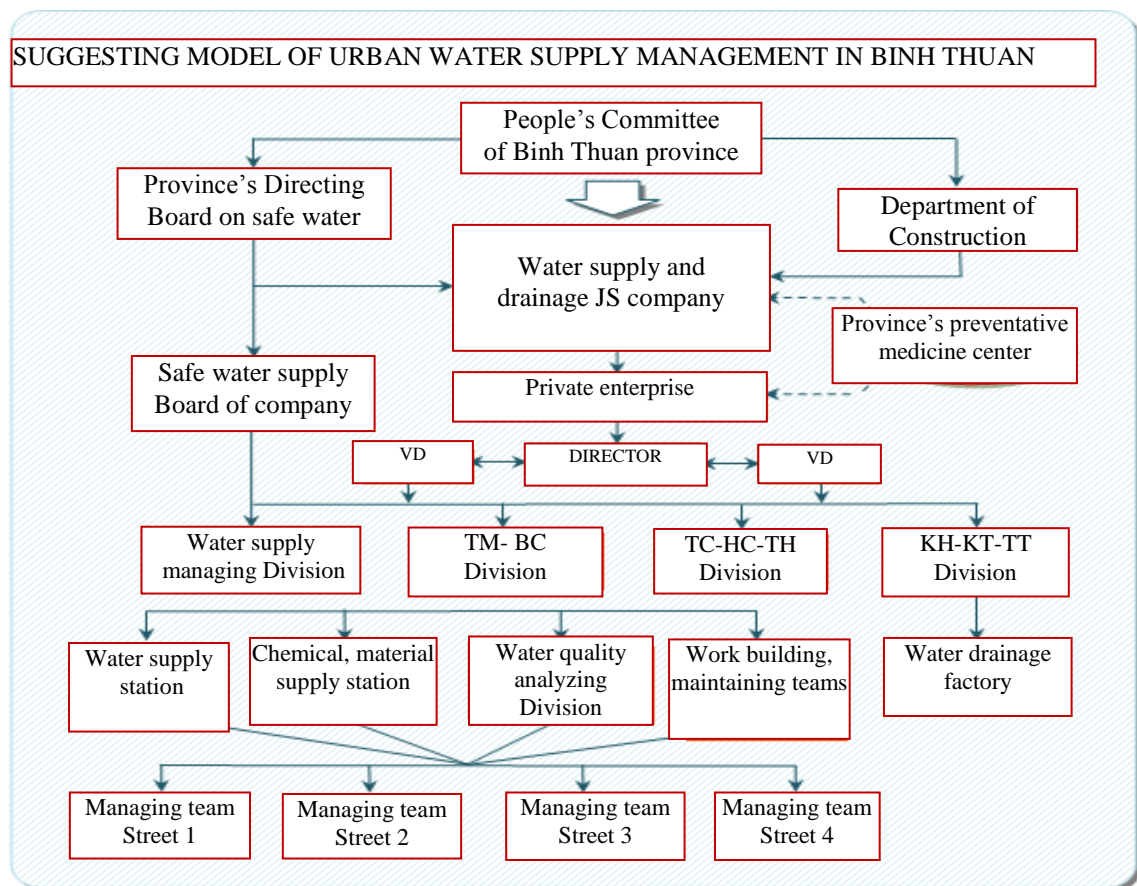 SUGGESTING MODEL OF URBAN WATER SUPPLY MANAGEMENT IN BINH THUAN
People’s Committee
of Binh Thuan province
Province’s Directing
Board on safe water
Department of
Construction
Water supply and
drainage JS company
Province’s preventative
medicine center
Safe water supply
Board of company
Private enterprise
VD
DIRECTOR
VD
Water supply
managing Division
TM- BC
Division
TC-HC-TH
Division
KH-KT-TT
Division
Water supply
station
Chemical, material
supply station
Water quality
analyzing
Division
Work building,
maintaining teams
Water drainage
factory
Managing team
Street 1
Managing team
Street 2
Managing team
Street 3
Managing team
Street 4